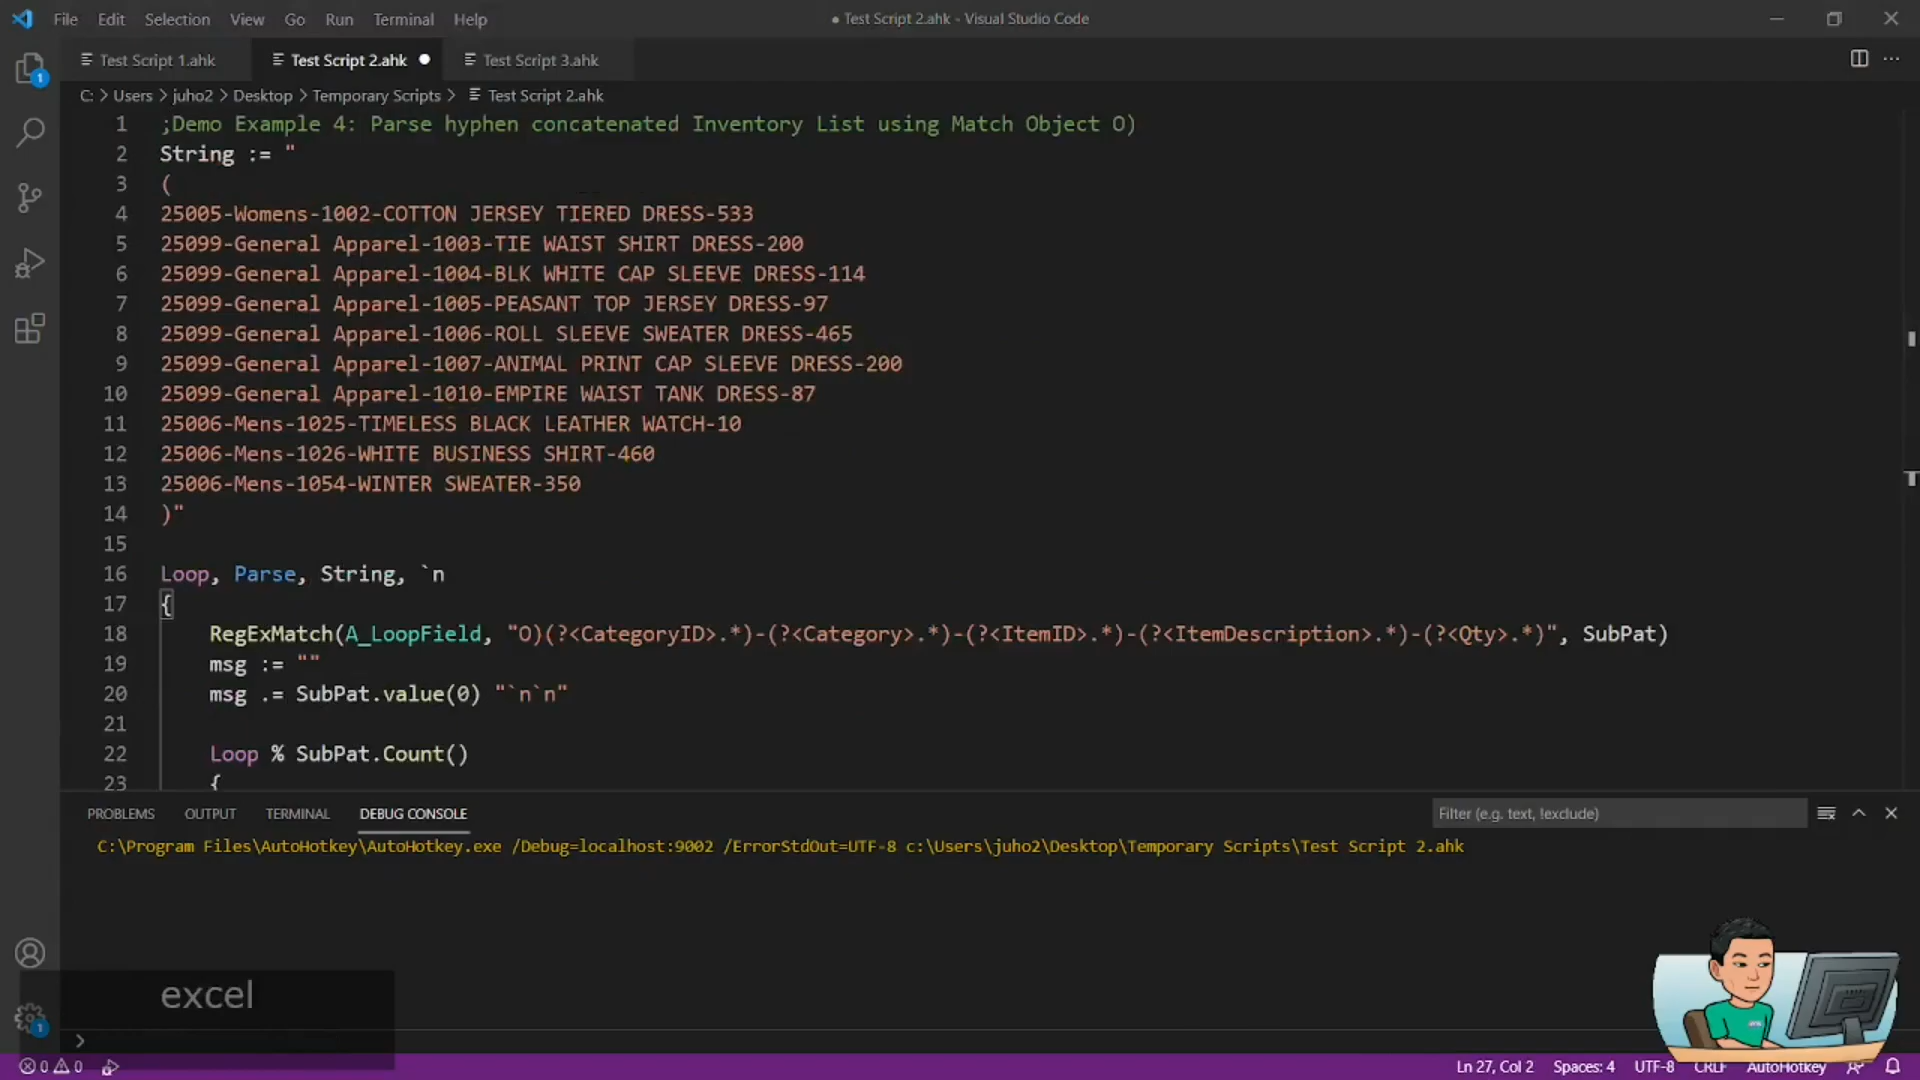 File Edit Selection View Go Run Terminal Help
● Test Script 2.ahk - Visual Studio Code
Test Script 1.ahk Test Script 2.ahk Test Script 3.ahk
C: > Users > juho2 > Desktop > Temporary Scripts > Test Script 2.ahk
1 ;Demo Example 4: Parse hyphen concatenated Inventory List using Match Object O)
2 String := "
3 (
4 25005-Womens-1002-COTTON JERSEY TIERED DRESS-533
5 25099-General Apparel-1003-TIE WAIST SHIRT DRESS-200
6 25099-General Apparel-1004-BLK WHITE CAP SLEEVE DRESS-114
7 25099-General Apparel-1005-PEASANT TOP JERSEY DRESS-97
8 25099-General Apparel-1006-ROLL SLEEVE SWEATER DRESS-465
9 25099-General Apparel-1007-ANIMAL PRINT CAP SLEEVE DRESS-200
10 25099-General Apparel-1010-EMPIRE WAIST TANK DRESS-87
11 25006-Mens-1025-TIMELESS BLACK LEATHER WATCH-10
12 25006-Mens-1026-WHITE BUSINESS SHIRT-460
13 25006-Mens-1054-WINTER SWEATER-350
14 )"
15
16 Loop, Parse, String, `n
17 {
18 RegExMatch(A_LoopField, "O)(?<CategoryID>.*)-(?<Category>.*)-(?<ItemID>.*)-(?<ItemDescription>.*)-(?<Qty>.*)", SubPat)
19 msg := ""
20 msg .= SubPat.value(0) "`n`n"
21
22 Loop % SubPat.Count()
23 {
PROBLEMS OUTPUT TERMINAL DEBUG CONSOLE
Filter (e.g. text, !exclude)
C:\Program Files\AutoHotkey\AutoHotkey.exe /Debug=localhost:9002 /ErrorStdOut=UTF-8 c:\Users\juho2\Desktop\Temporary Scripts\Test Script 2.ahk
1
excel
1
0 0
Ln 27, Col 2 Spaces: 4 UTF-8 CRLF AutoHotkey